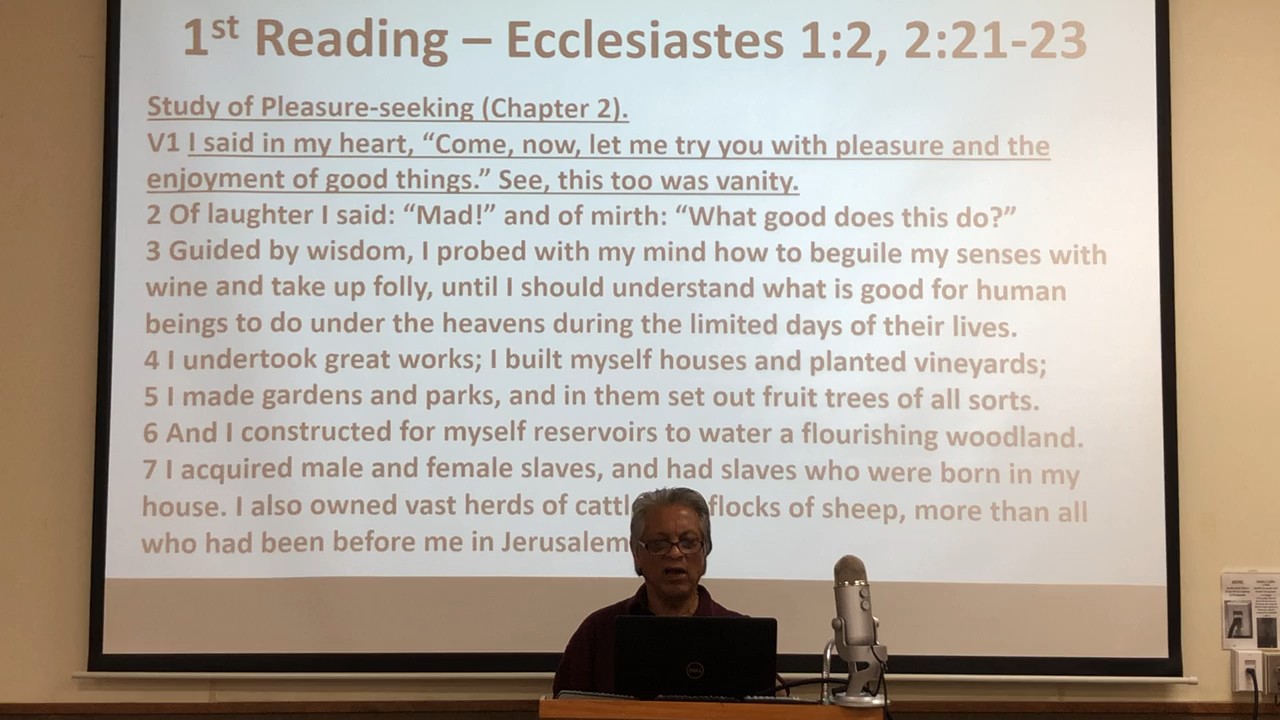 1st Reading – Ecclesiastes 1:2, 2:21-23
Study of Pleasure-seeking (Chapter 2).
V1 I said in my heart, “Come, now, let me try you with pleasure and the
enjoyment of good things.” See, this too was vanity.
2 Of laughter I said: “Mad!” and of mirth: “What good does this do?”
3 Guided by wisdom, I probed with my mind how to beguile my senses with
wine and take up folly, until I should understand what is good for human
beings to do under the heavens during the limited days of their lives.
4 I undertook great works; I built myself houses and planted vineyards;
5 I made gardens and parks, and in them set out fruit trees of all sorts.
6 And I constructed for myself reservoirs to water a flourishing woodland.
7 I acquired male and female slaves, and had slaves who were born in my
house. I also owned vast herds of flocks of sheep, more than all
who had been before me in Jerusalem
DELL